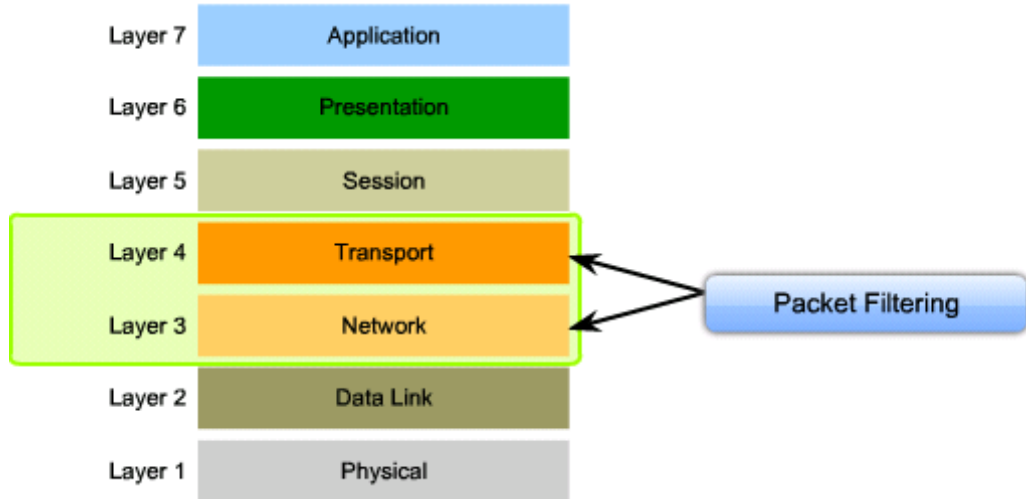 Layer 7 Application
Layer 6 Presentation
Layer 5 Session
Layer 4 Transport
Layer 3 Network
Packet Filtering
Layer 2 Data Link
Layer 1 Physical